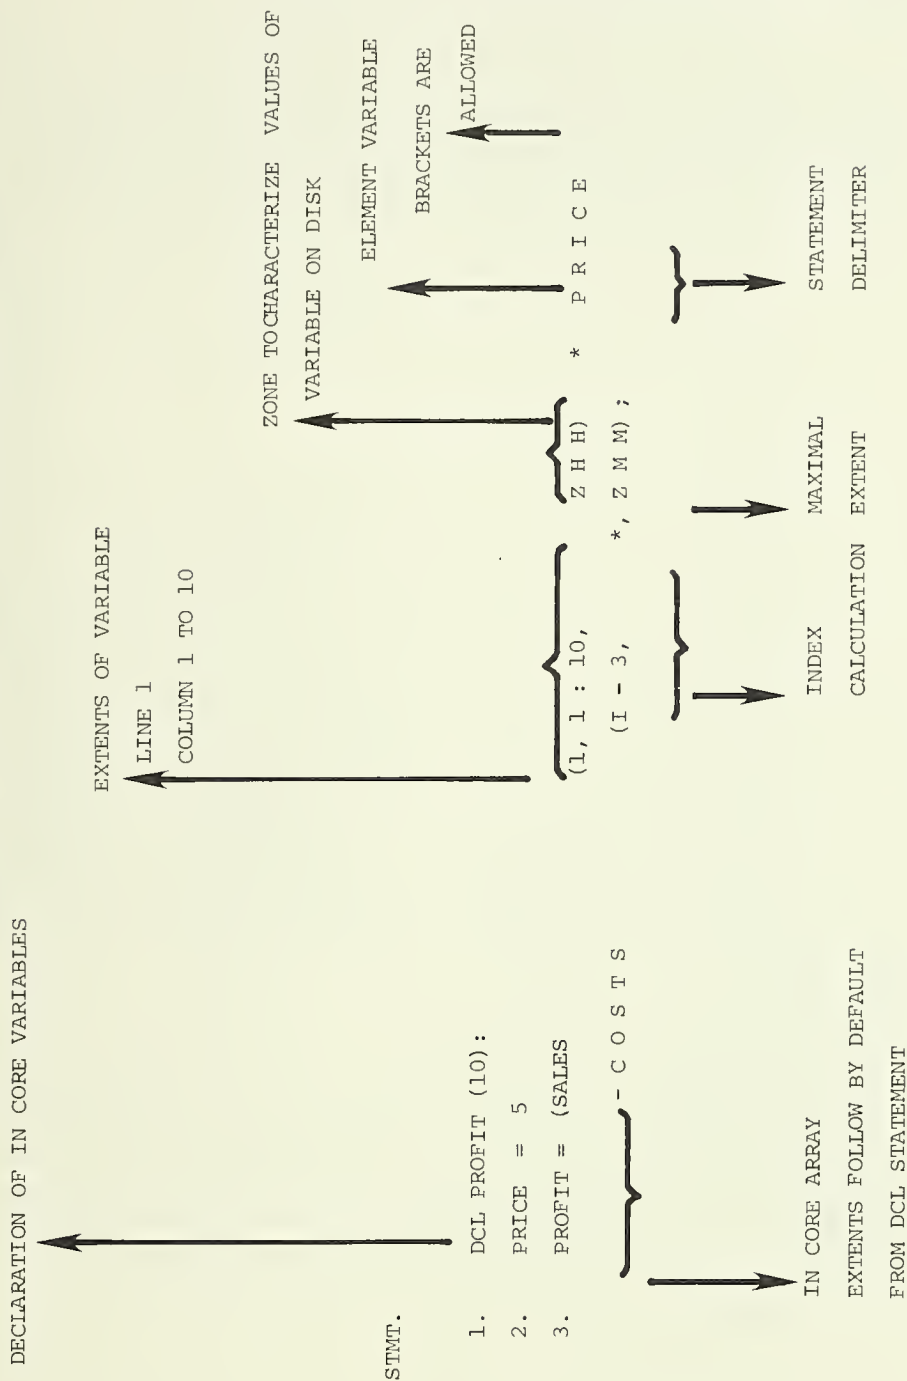 DECLARATION OF IN CORE VARIABLES
EXTENTS OF VARIABLE
LINE 1
COLUMN 1 TO 10
ZONE TOCHARACTERIZE VALUES OF
VARIABLE ON DISK
ELEMENT VARIABLE
BRACKETS ARE
ALLOWED
STMT.
1. DCL PROFIT (10):
2. PRICE = 5
3. PROFIT = (SALES (1, 1 : 10, Z H H) * P R I C E
- C O S T S (I - 3, *, Z M M) ;
IN CORE ARRAY
EXTENTS FOLLOW BY DEFAULT
FROM DCL STATEMENT
INDEX
CALCULATION
MAXIMAL
EXTENT
STATEMENT
DELIMITER